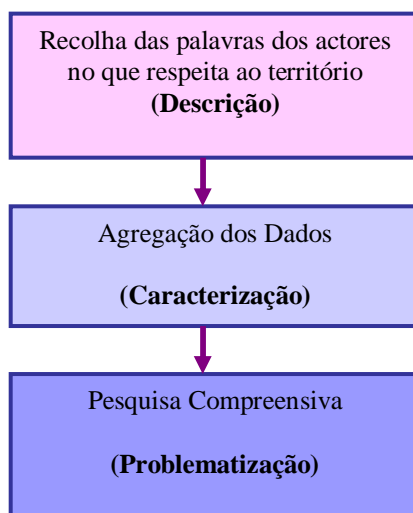 Recolha das palavras dos actores
no que respeita ao território
(Descrição)
Agregação dos Dados
(Caracterização)
Pesquisa Compreensiva
(Problematização)